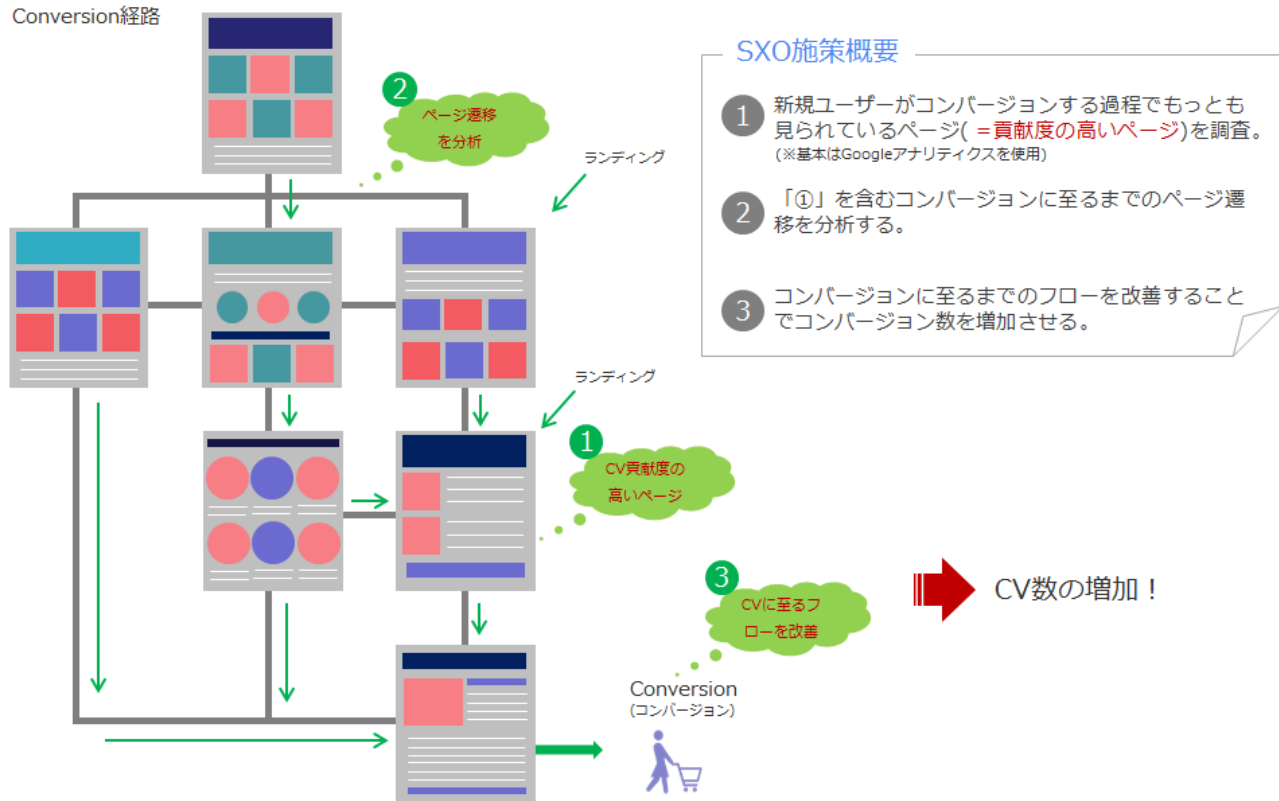 Conversion経路
SXO施策概要
1
新規ユーザーがコンバージョンする過程でもっとも
見られているページ( =貢献度の高いページ)を調査。
(※基本はGoogleアナリティクスを使用)
2
「①」を含むコンバージョンに至るまでのページ遷
移を分析する。
3
コンバージョンに至るまでのフローを改善すること
でコンバージョン数を増加させる。
2
ページ遷移
を分析
ランディング
ランディング
1
CV貢献度の
高いページ
3
CVに至るフ
ローを改善
CV数の増加！
Conversion
(コンバージョン)